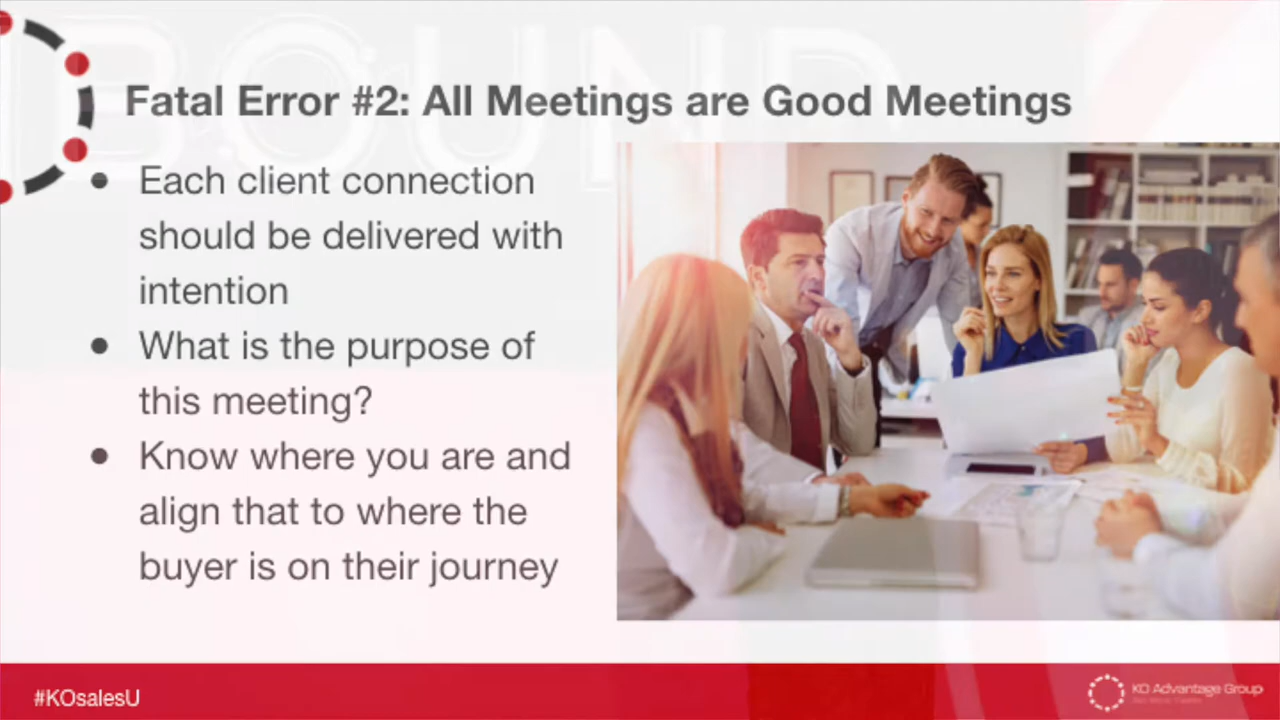 BOUND
Fatal Error #2: All Meetings are Good Meetings
• Each client connection
should be delivered with
intention
• What is the purpose of
this meeting?
• Know where you are and
align that to where the
buyer is on their journey
#KOsalesU
KO Advantage Group